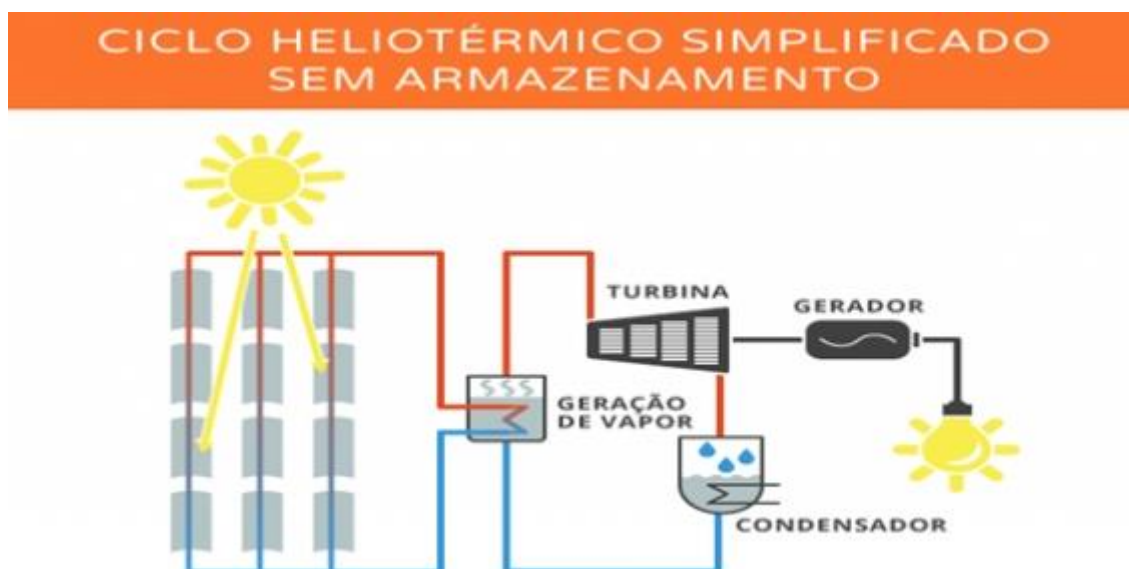 CICLO HELIOTÉRMICO SIMPLIFICADO
SEM ARMAZENAMENTO
TURBINA
GERADOR
GERAÇÃO
DE VAPOR
CONDENSADOR